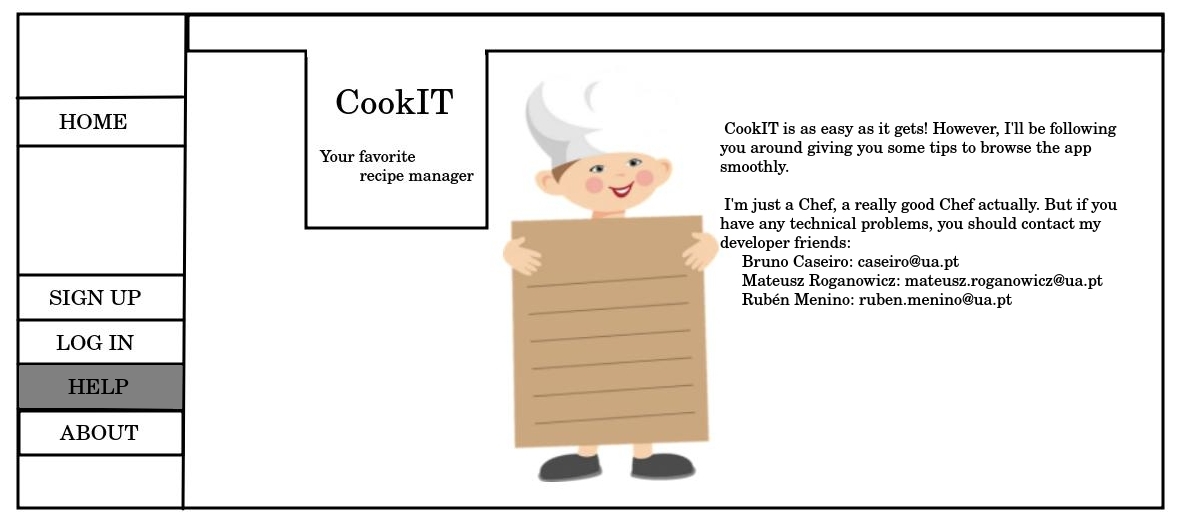 HOME
SIGN UP
LOG IN
HELP
ABOUT
CookIT
Your favorite
recipe manager
CookIT is as easy as it gets! However, I'll be following
you around giving you some tips to browse the app
smoothly.
I'm just a Chef, a really good Chef actually. But if you
have any technical problems, you should contact my
developer friends:
Bruno Caseiro: caseiro@ua.pt
Mateusz Roganowicz: mateusz.roganowicz@ua.pt
Rubén Menino: ruben.menino@ua.pt